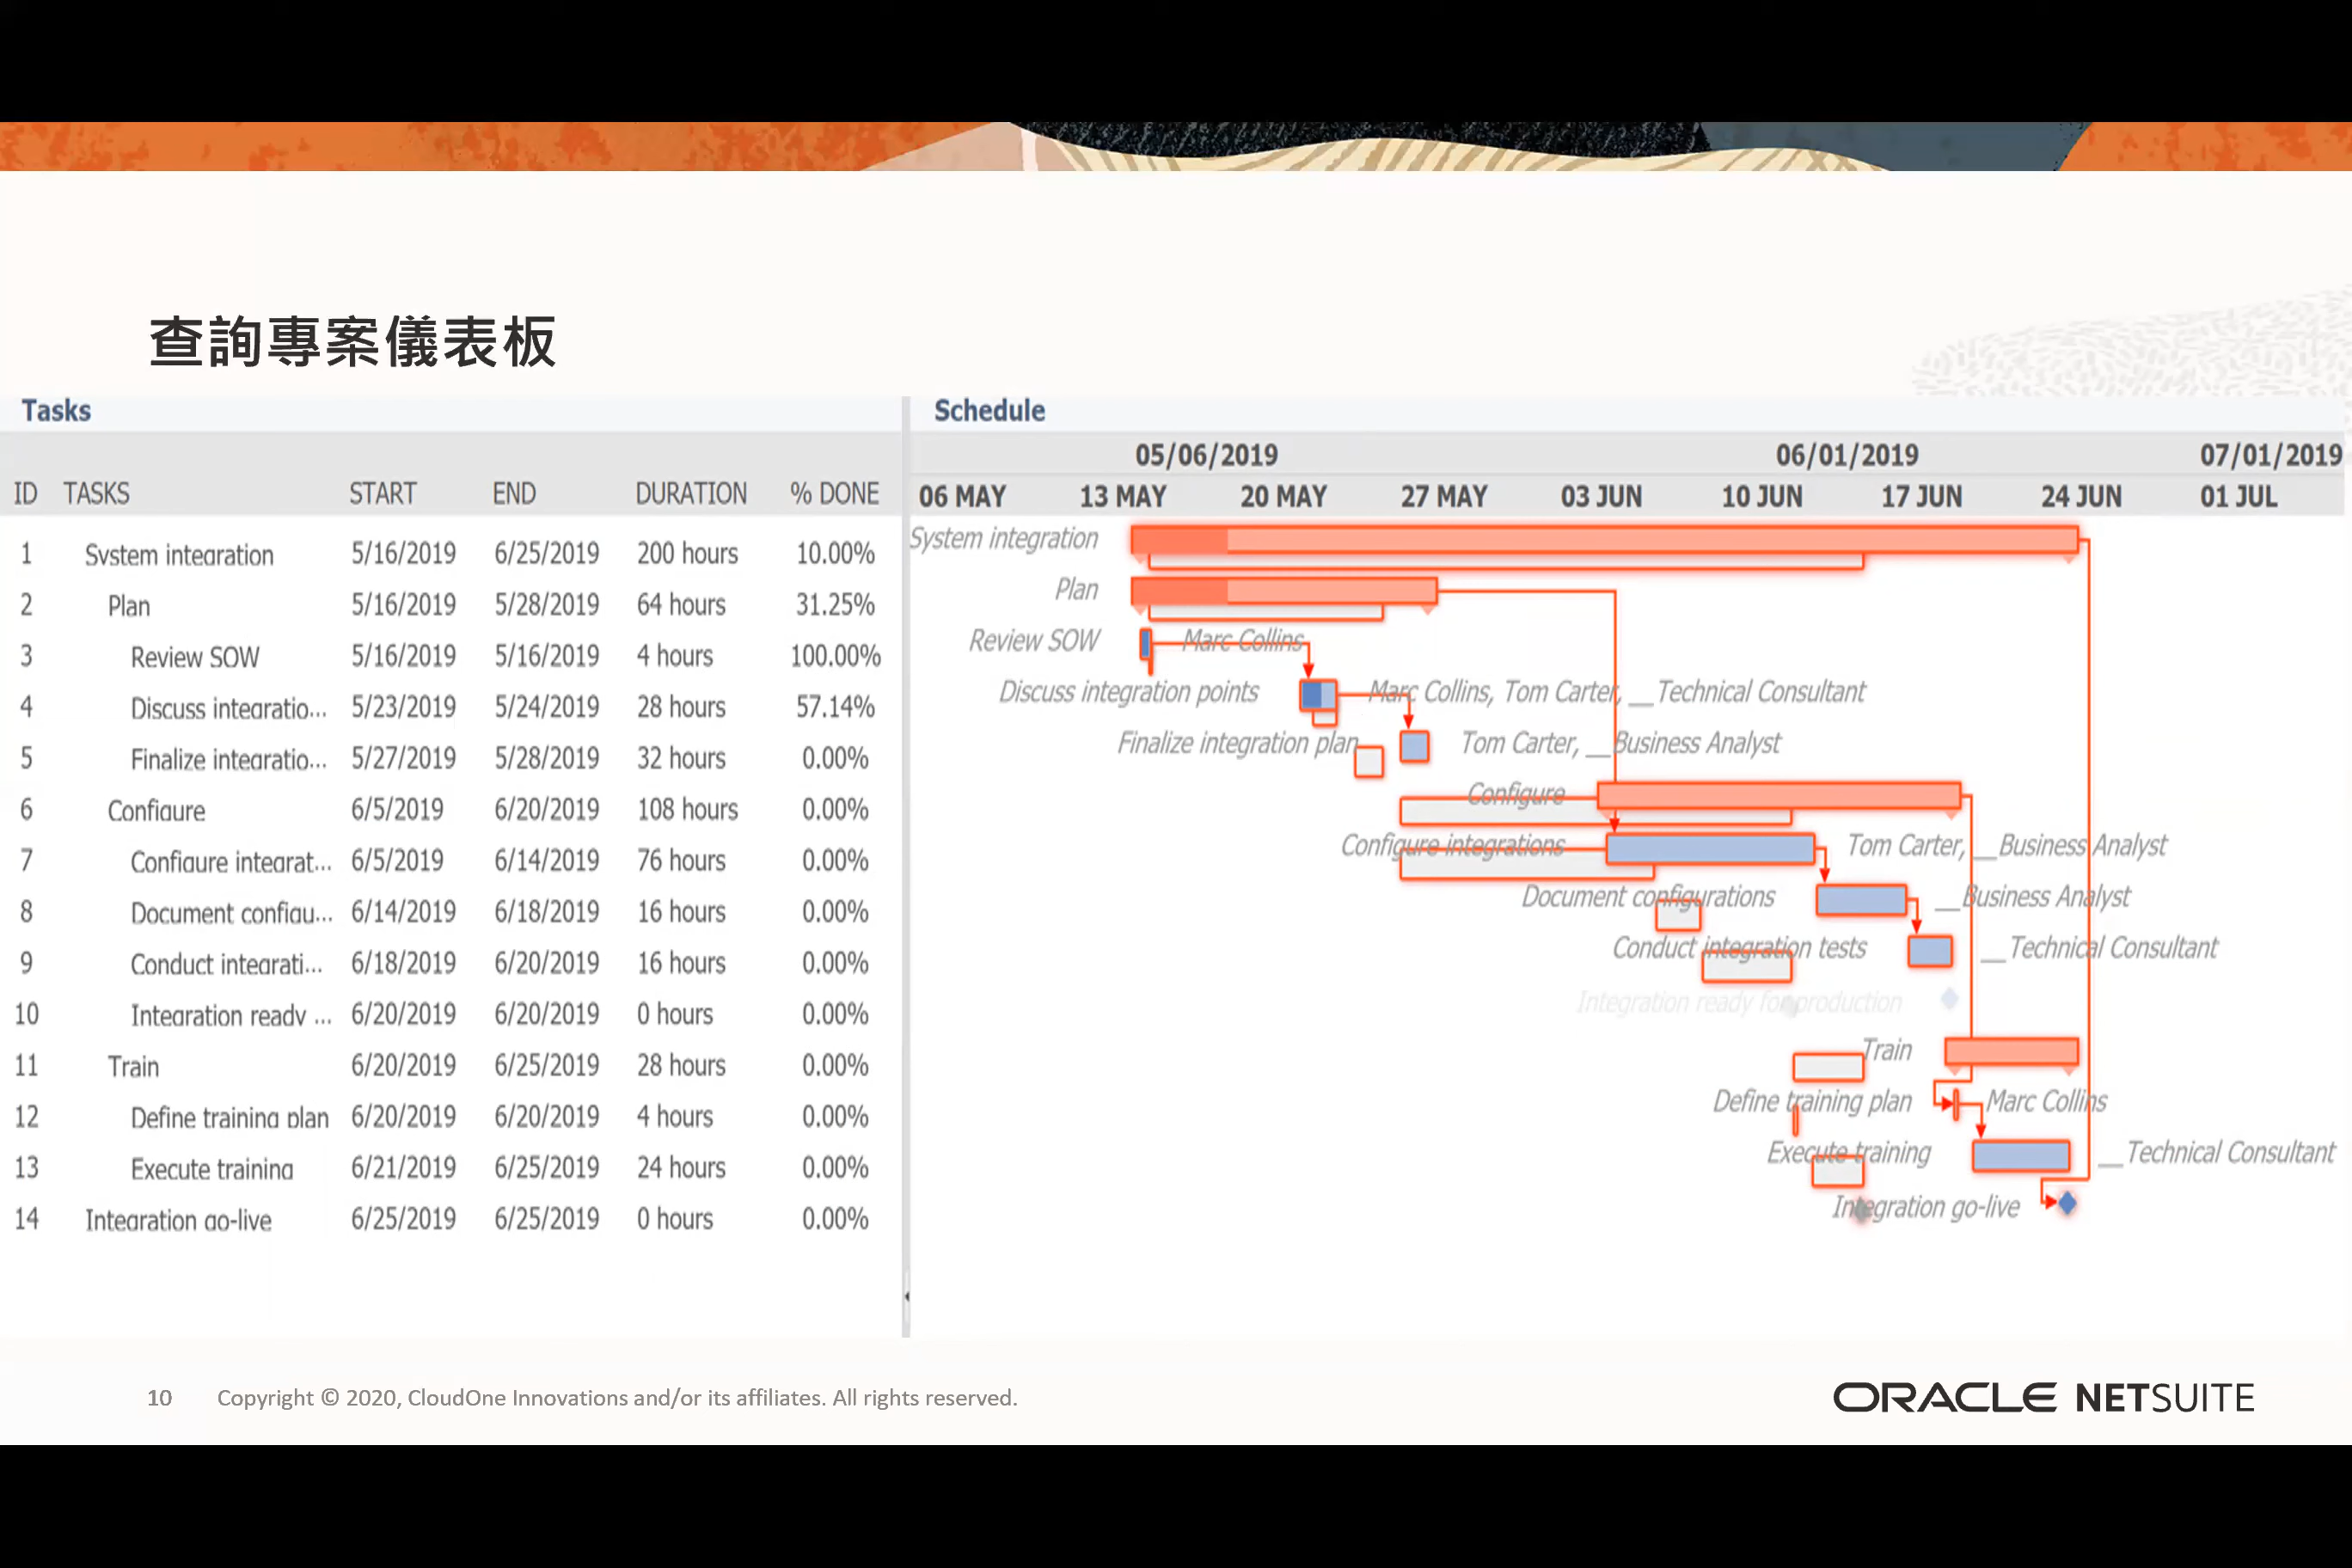 查詢專案儀表板
Tasks
ID TASKS START END DURATION % DONE
1 System integration 5/16/2019 6/25/2019 200 hours 10.00%
2 Plan 5/16/2019 5/28/2019 64 hours 31.25%
3 Review SOW 5/16/2019 5/16/2019 4 hours 100.00%
4 Discuss integratio... 5/23/2019 5/24/2019 28 hours 57.14%
5 Finalize integratio... 5/27/2019 5/28/2019 32 hours 0.00%
6 Configure 6/5/2019 6/20/2019 108 hours 0.00%
7 Configure integrat... 6/5/2019 6/14/2019 76 hours 0.00%
8 Document configu... 6/14/2019 6/18/2019 16 hours 0.00%
9 Conduct integrati... 6/18/2019 6/20/2019 16 hours 0.00%
10 Integration ready ... 6/20/2019 6/20/2019 0 hours 0.00%
11 Train 6/20/2019 6/25/2019 28 hours 0.00%
12 Define training plan 6/20/2019 6/20/2019 4 hours 0.00%
13 Execute training 6/21/2019 6/25/2019 24 hours 0.00%
14 Integration go-live 6/25/2019 6/25/2019 0 hours 0.00%
Schedule
05/06/2019 06/01/2019 07/01/2019
06 MAY 13 MAY 20 MAY 27 MAY 03 JUN 10 JUN 17 JUN 24 JUN 01 JUL
System integration
Plan
Review SOW Marc Collins
Discuss integration points Marc Collins, Tom Carter, __Technical Consultant
Finalize integration plan Tom Carter, __Business Analyst
Configure
Configure integrations Tom Carter, __Business Analyst
Document configurations __Business Analyst
Conduct integration tests __Technical Consultant
Integration ready for production
Train
Define training plan Marc Collins
Execute training __Technical Consultant
Integration go-live
10 Copyright © 2020, CloudOne Innovations and/or its affiliates. All rights reserved.
ORACLE NETSUITE